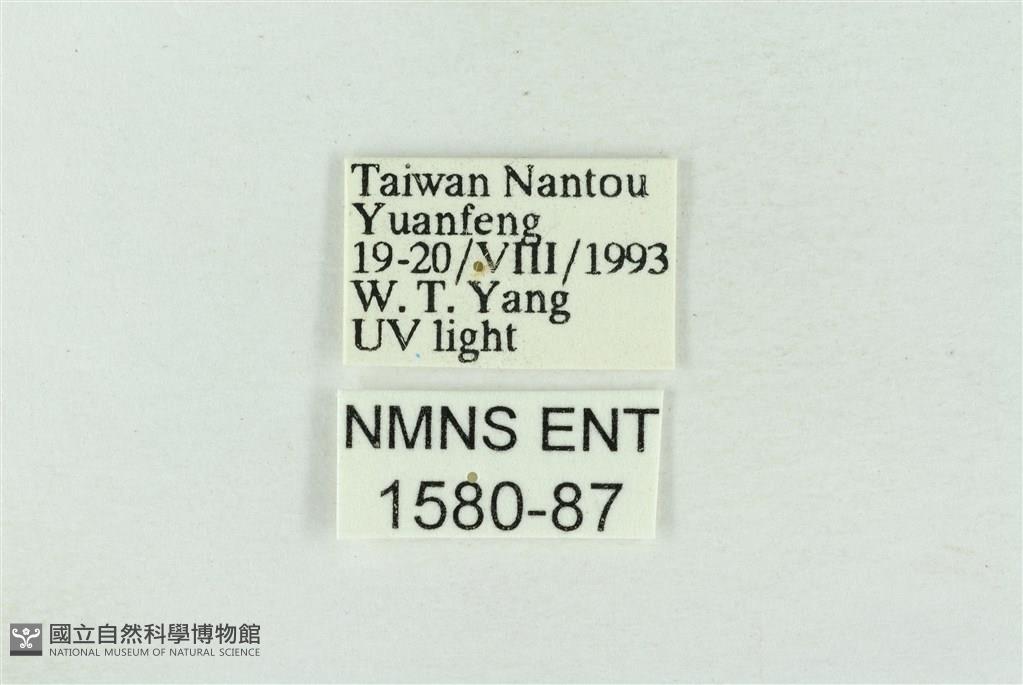 Taiwan Nantou
Yuanfeng
19-20/VIII/1993
W. T. Yang
UV light
NMNS ENT
1580-87
國立自然科學博物館
NATIONAL MUSEUM OF NATURAL SCIENCE